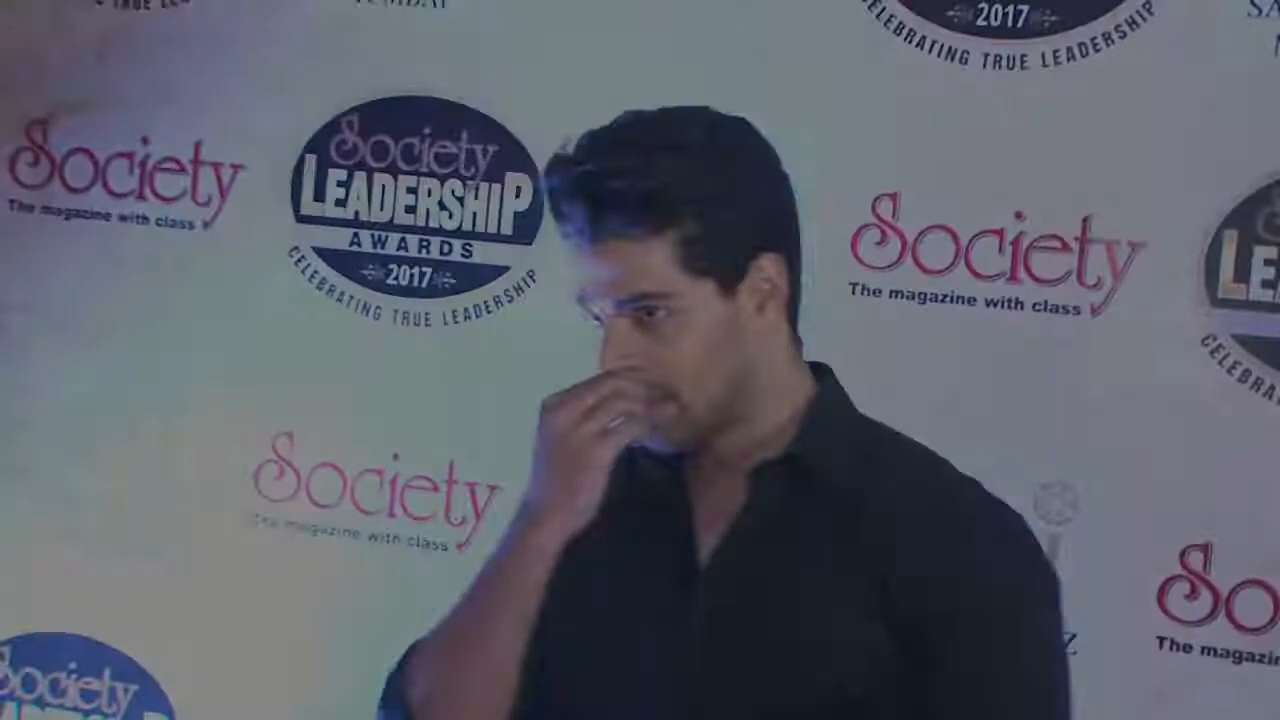 2017
CELEBRATING TRUE LEADERSHIP
Society
The magazine with class
Society
LEADERSHIP
AWARDS
2017
CELEBRATING TRUE LEADERSHIP
Society
The magazine with class
Society
The magazine with class
Society